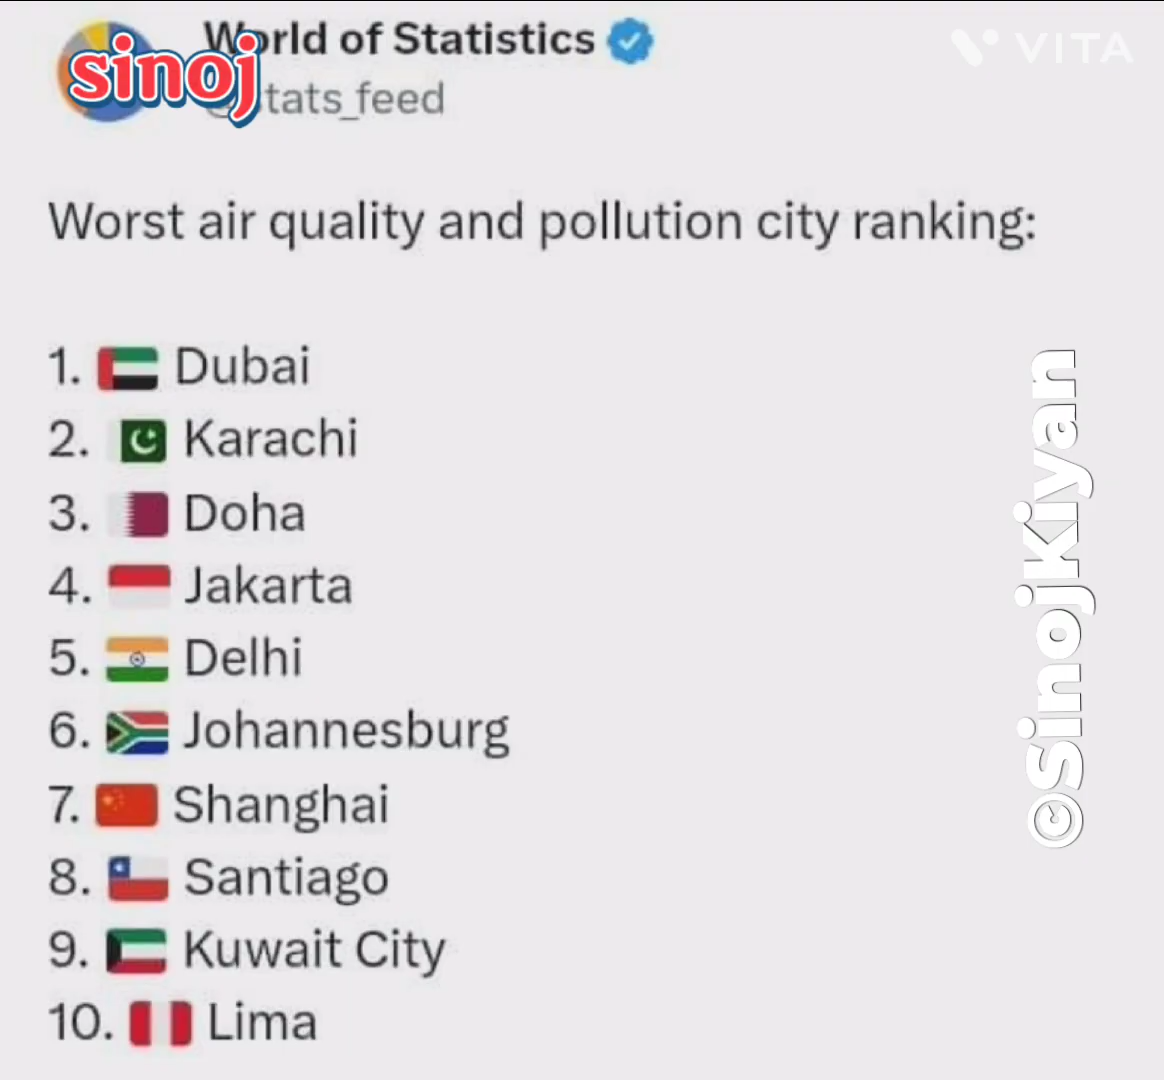 World of Statistics
sinoj
tats_feed
VITA
Worst air quality and pollution city ranking:
1. Dubai
2. Karachi
3. Doha
4. Jakarta
5. Delhi
6. Johannesburg
7. Shanghai
8. Santiago
9. Kuwait City
10. Lima
©SinojKiyan